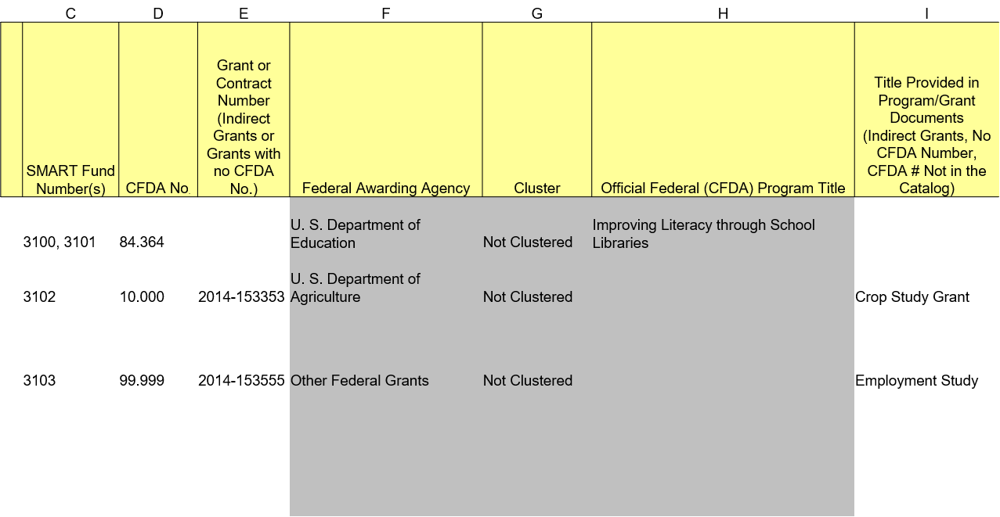 C D E F G H I
Grant or
Contract
Number
(Indirect
Grants or
Grants with
no CFDA
No.)
SMART Fund
Number(s)
CFDA No.
Federal Awarding Agency
Cluster
Official Federal (CFDA) Program Title
Title Provided in
Program/Grant
Documents
(Indirect Grants, No
CFDA Number,
CFDA # Not in the
Catalog)
3100, 3101 84.364
U. S. Department of
Education
Not Clustered
Improving Literacy through School
Libraries
3102 10.000 2014-153353
U. S. Department of
Agriculture
Not Clustered
Crop Study Grant
3103 99.999 2014-153555 Other Federal Grants Not Clustered Employment Study